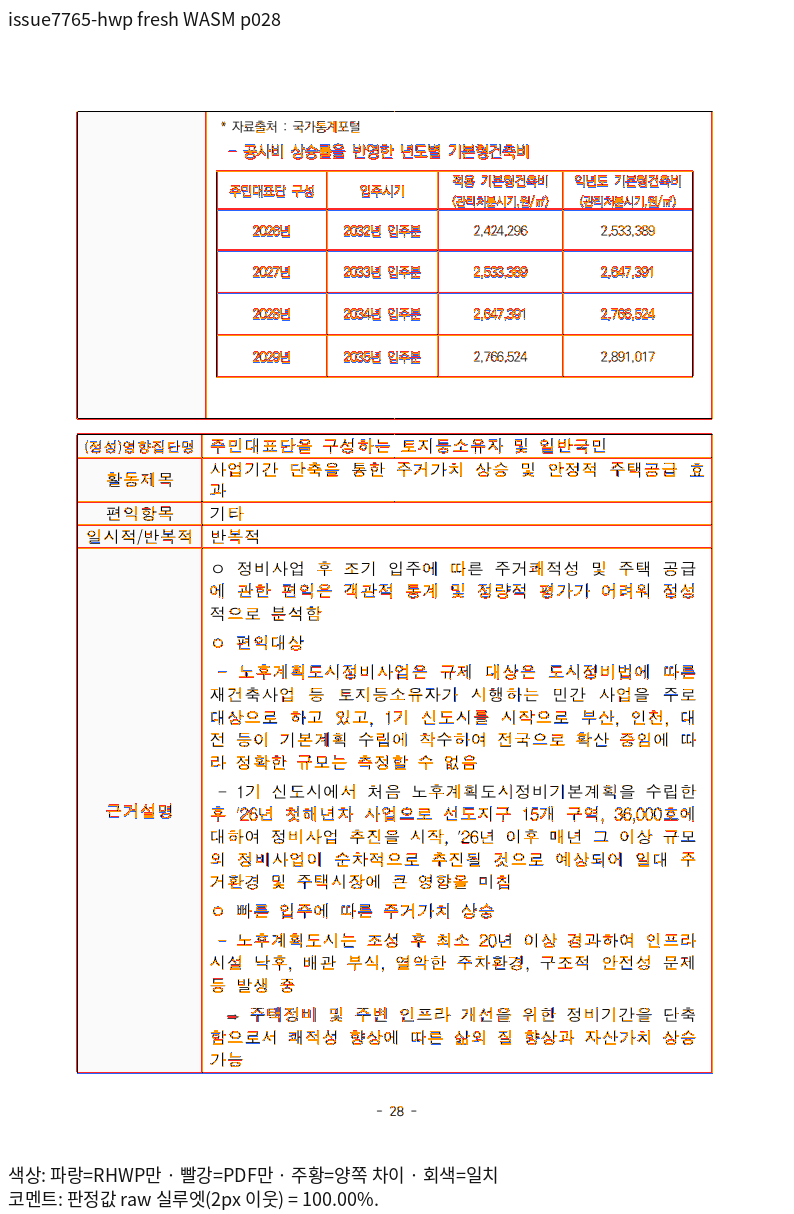 issue7765-hwp fresh WASM p028
* 자료출처 : 국가통계포털
- 공사비 상승률을 반영한 년도별 기본형건축비
주민대표단 구성 입주시기 적용 기본형건축비 (관리처분시기,원/㎡) 익년도 기본형건축비 (관리처분시기,원/㎡)
2026년 2032년 입주분 2,424,296 2,533,389
2027년 2033년 입주분 2,533,389 2,647,391
2028년 2034년 입주분 2,647,391 2,766,524
2029년 2035년 입주분 2,766,524 2,891,017
(정성)영향집단명 주민대표단을 구성하는 토지등소유자 및 일반국민
활동제목 사업기간 단축을 통한 주거가치 상승 및 안정적 주택공급 효
과
편익항목 기타
일시적/반복적 반복적
근거설명
ㅇ 정비사업 후 조기 입주에 따른 주거쾌적성 및 주택 공급
에 관한 편익은 객관적 통계 및 정량적 평가가 어려워 정성
적으로 분석함
ㅇ 편익대상
- 노후계획도시정비사업은 규제 대상은 도시정비법에 따른
재건축사업 등 토지등소유자가 시행하는 민간 사업을 주로
대상으로 하고 있고, 1기 신도시를 시작으로 부산, 인천, 대
전 등이 기본계획 수립에 착수하여 전국으로 확산 중임에 따
라 정확한 규모는 측정할 수 없음
- 1기 신도시에서 처음 노후계획도시정비기본계획을 수립한
후 '26년 첫해년차 사업으로 선도지구 15개 구역, 36,000호에
대하여 정비사업 추진을 시작, '26년 이후 매년 그 이상 규모
의 정비사업이 순차적으로 추진될 것으로 예상되어 일대 주
거환경 및 주택시장에 큰 영향을 미침
ㅇ 빠른 입주에 따른 주거가치 상승
- 노후계획도시는 조성 후 최소 20년 이상 경과하여 인프라
시설 낙후, 배관 부식, 열악한 주차환경, 구조적 안전성 문제
등 발생 중
➡ 주택정비 및 주변 인프라 개선을 위한 정비기간을 단축
함으로서 쾌적성 향상에 따른 삶의 질 향상과 자산가치 상승
가능
- 28 -
색상: 파랑=RHWP만 · 빨강=PDF만 · 주황=양쪽 차이 · 회색=일치
코멘트: 판정값 raw 실루엣(2px 이웃) = 100.00%.